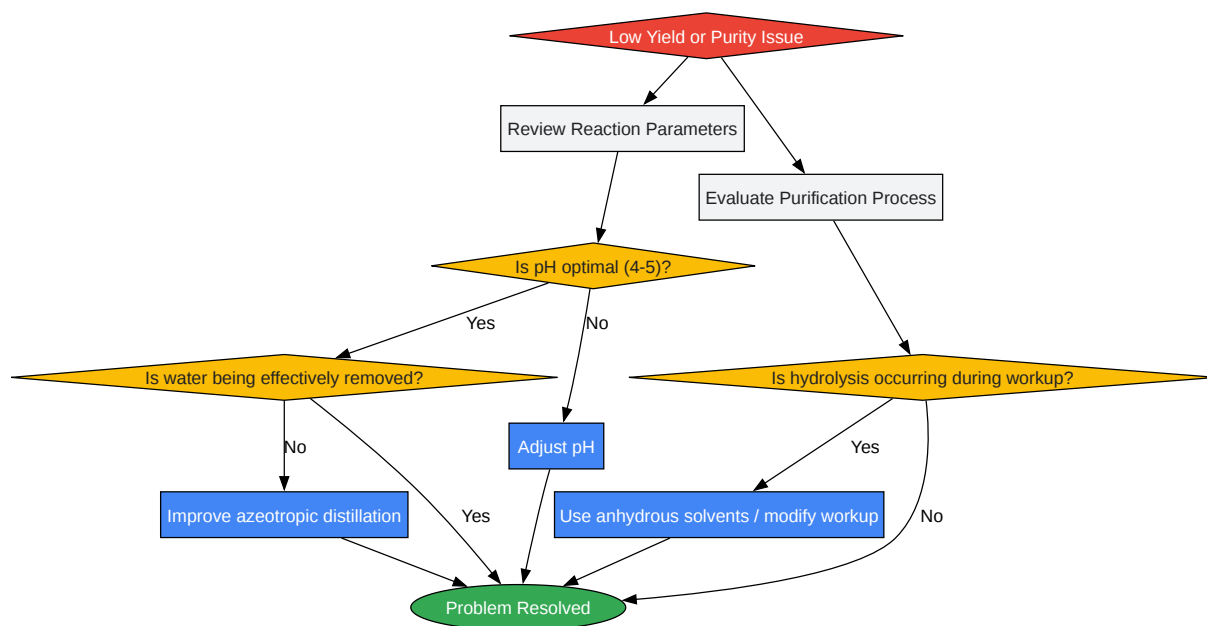 Low Yield or Purity Issue
Review Reaction Parameters
Evaluate Purification Process
Is pH optimal (4-5)?
Yes
No
Is water being effectively removed?
Is hydrolysis occurring during workup?
No
Adjust pH
Yes
Improve azeotropic distillation
Yes
Use anhydrous solvents / modify workup
No
Problem Resolved